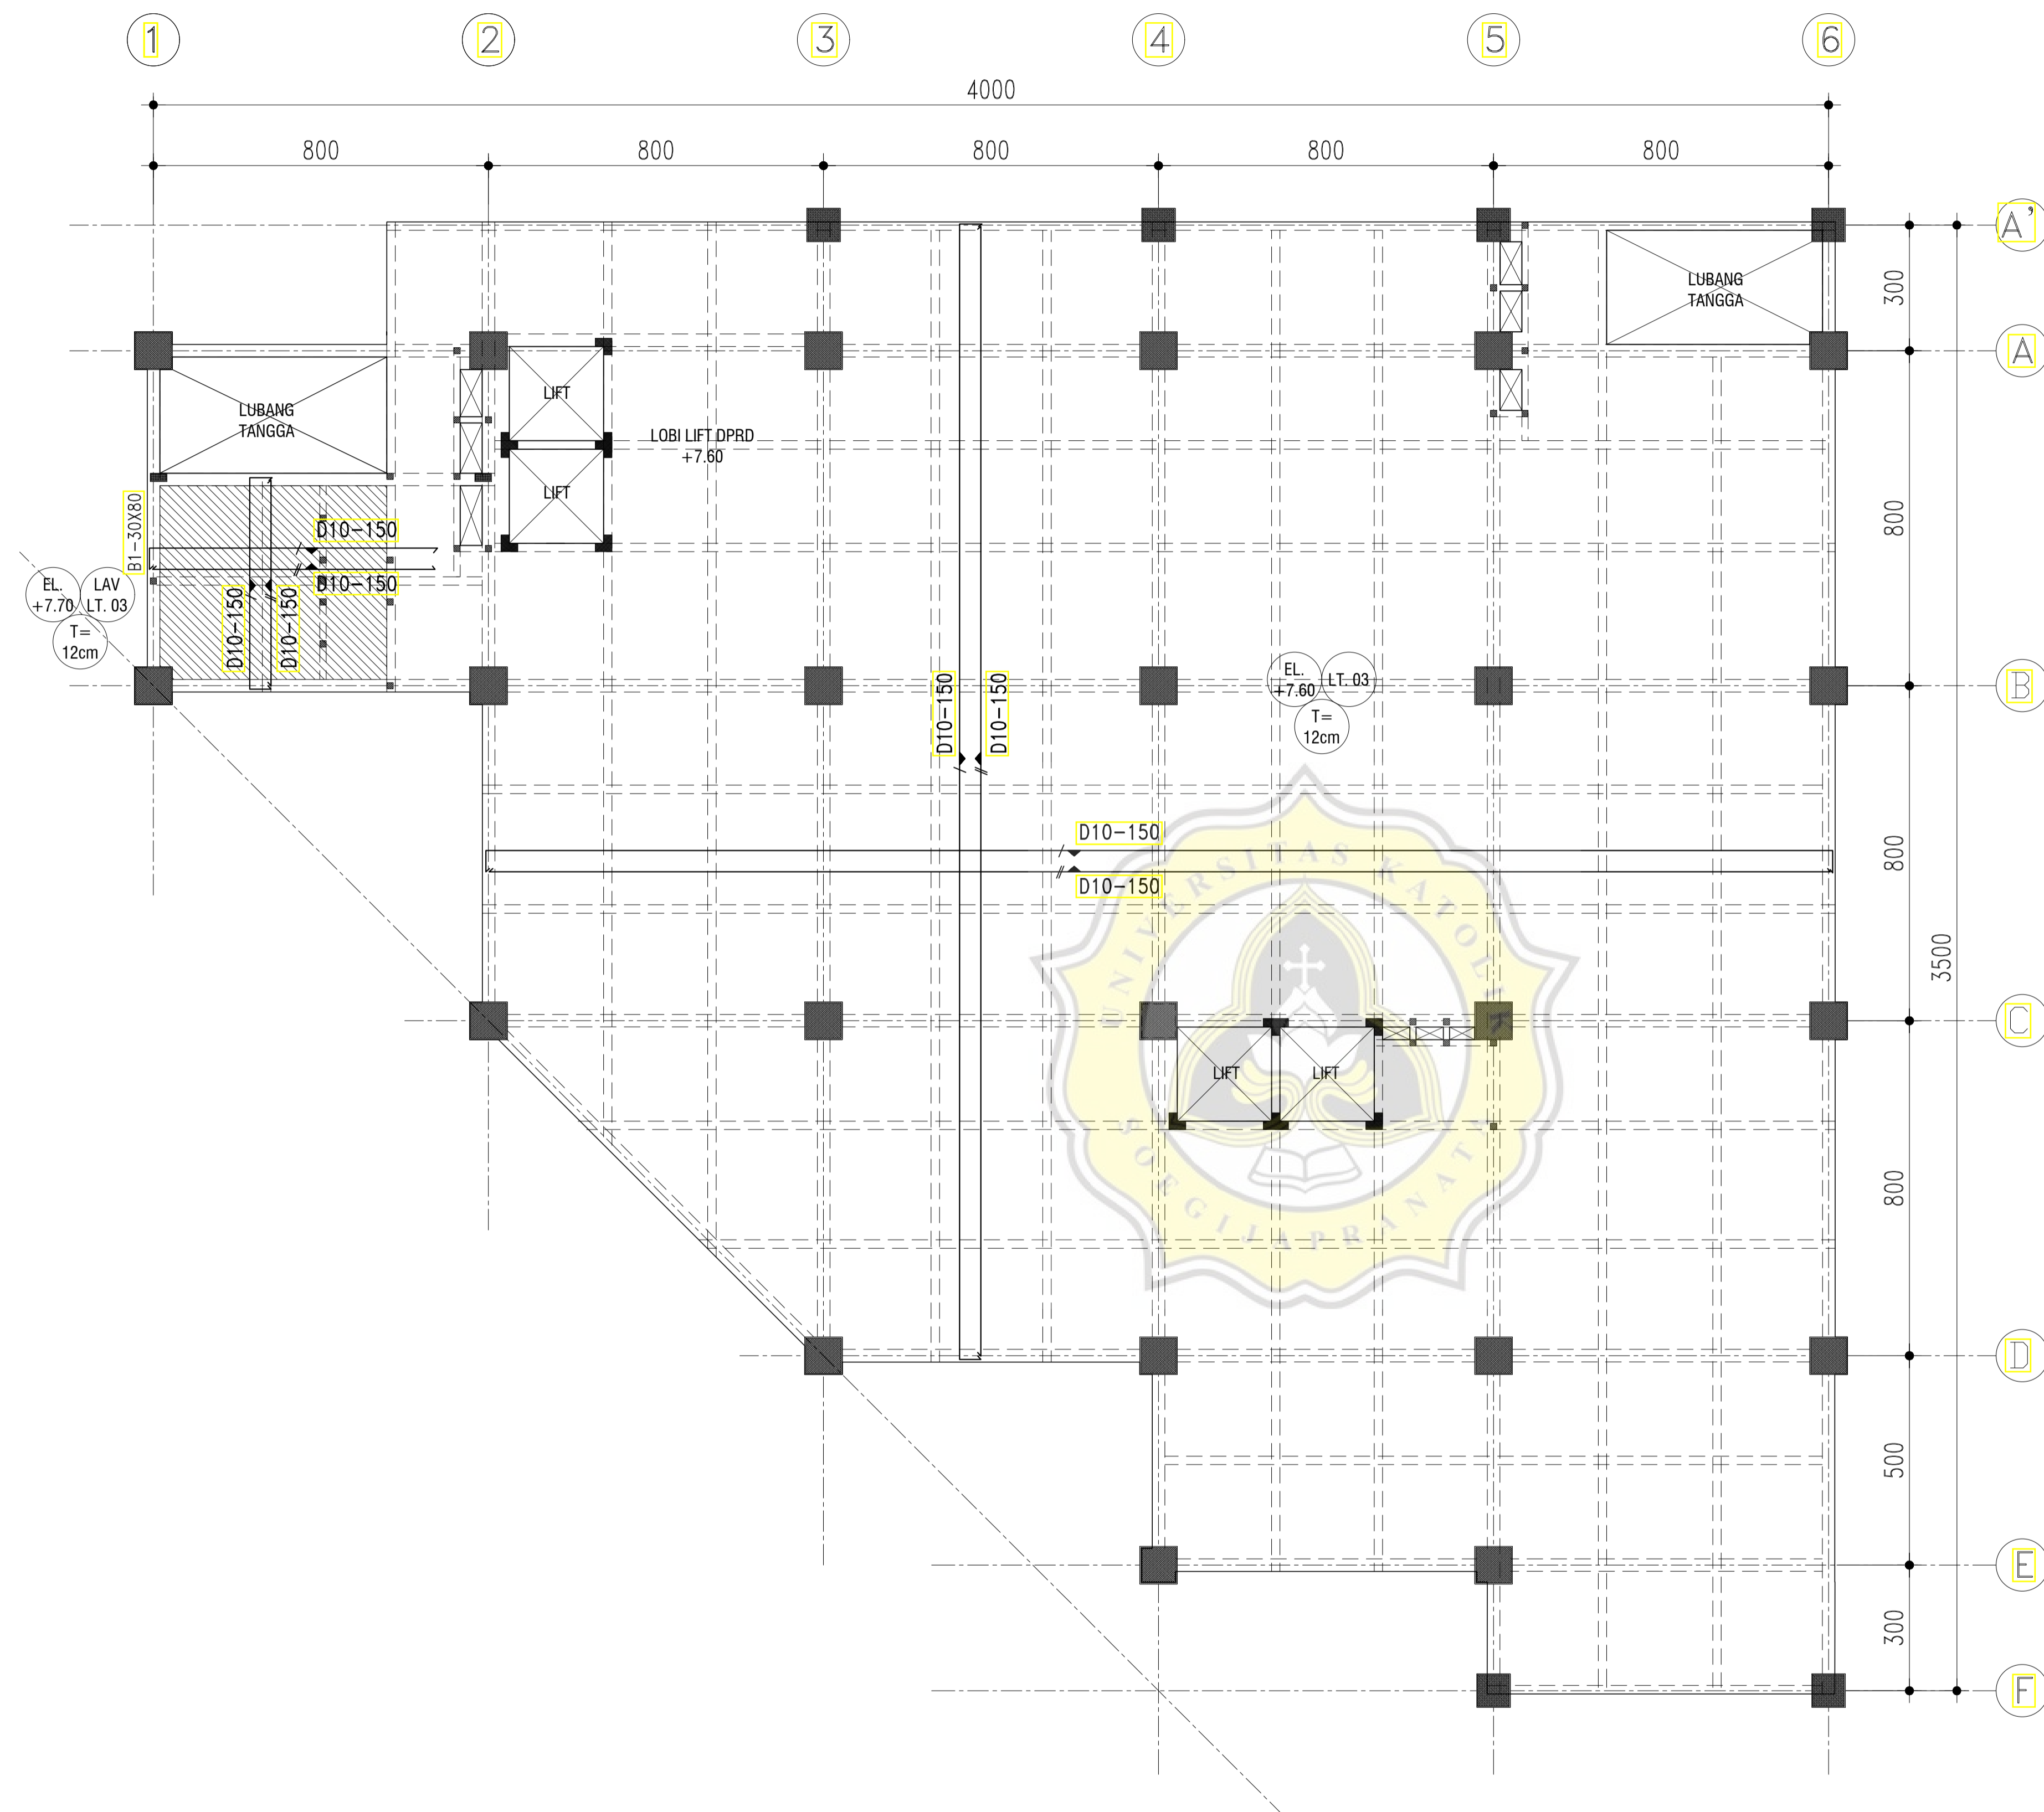 1
2
3
4
5
6
4000
800
800
800
800
800
A'
300
LUBANG
TANGGA
A
LIFT
LUBANG
TANGGA
LOBI LIFT DPRD
+7.60
LIFT
800
B1-30X80
D10-150
D10-150
EL.
+7.70
LAV
LT. 03
T=
12cm
D10-150
D10-150
EL.
+7.60
LT. 03
T=
12cm
B
D10-150
D10-150
D10-150
D10-150
800
3500
UNIVERSITAS KATOLIK
SOEGIJAPRANATA
C
LIFT
LIFT
800
D
500
E
300
F